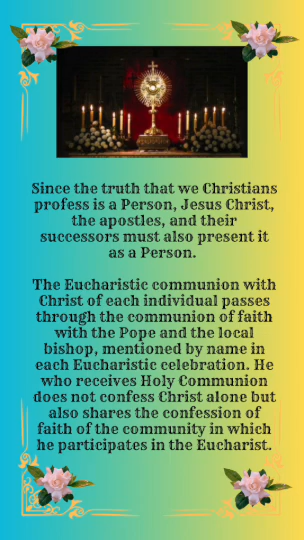 Since the truth that we Christians
profess is a Person, Jesus Christ,
the apostles, and their
successors must also present it
as a Person.
The Eucharistic communion with
Christ of each individual passes
through the communion of faith
with the Pope and the local
bishop, mentioned by name in
each Eucharistic celebration. He
who receives Holy Communion
does not confess Christ alone but
also shares the confession of
faith of the community in which
he participates in the Eucharist.